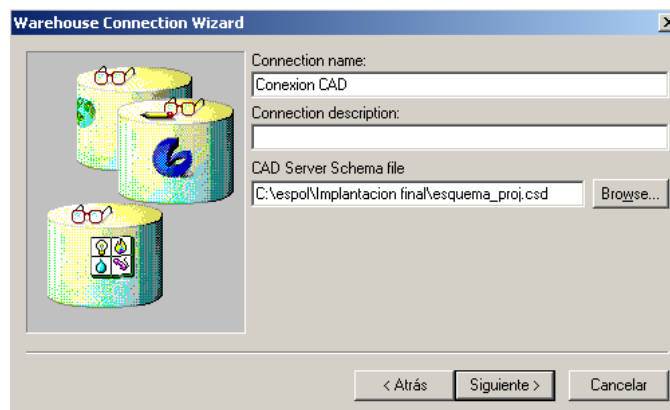 Warehouse Connection Wizard
Connection name:
Conexion CAD
Connection description:
CAD Server Schema file
C:\espol\Implantacion final\esquema_proj.csd
Browse...
< Atrás
Siguiente >
Cancelar